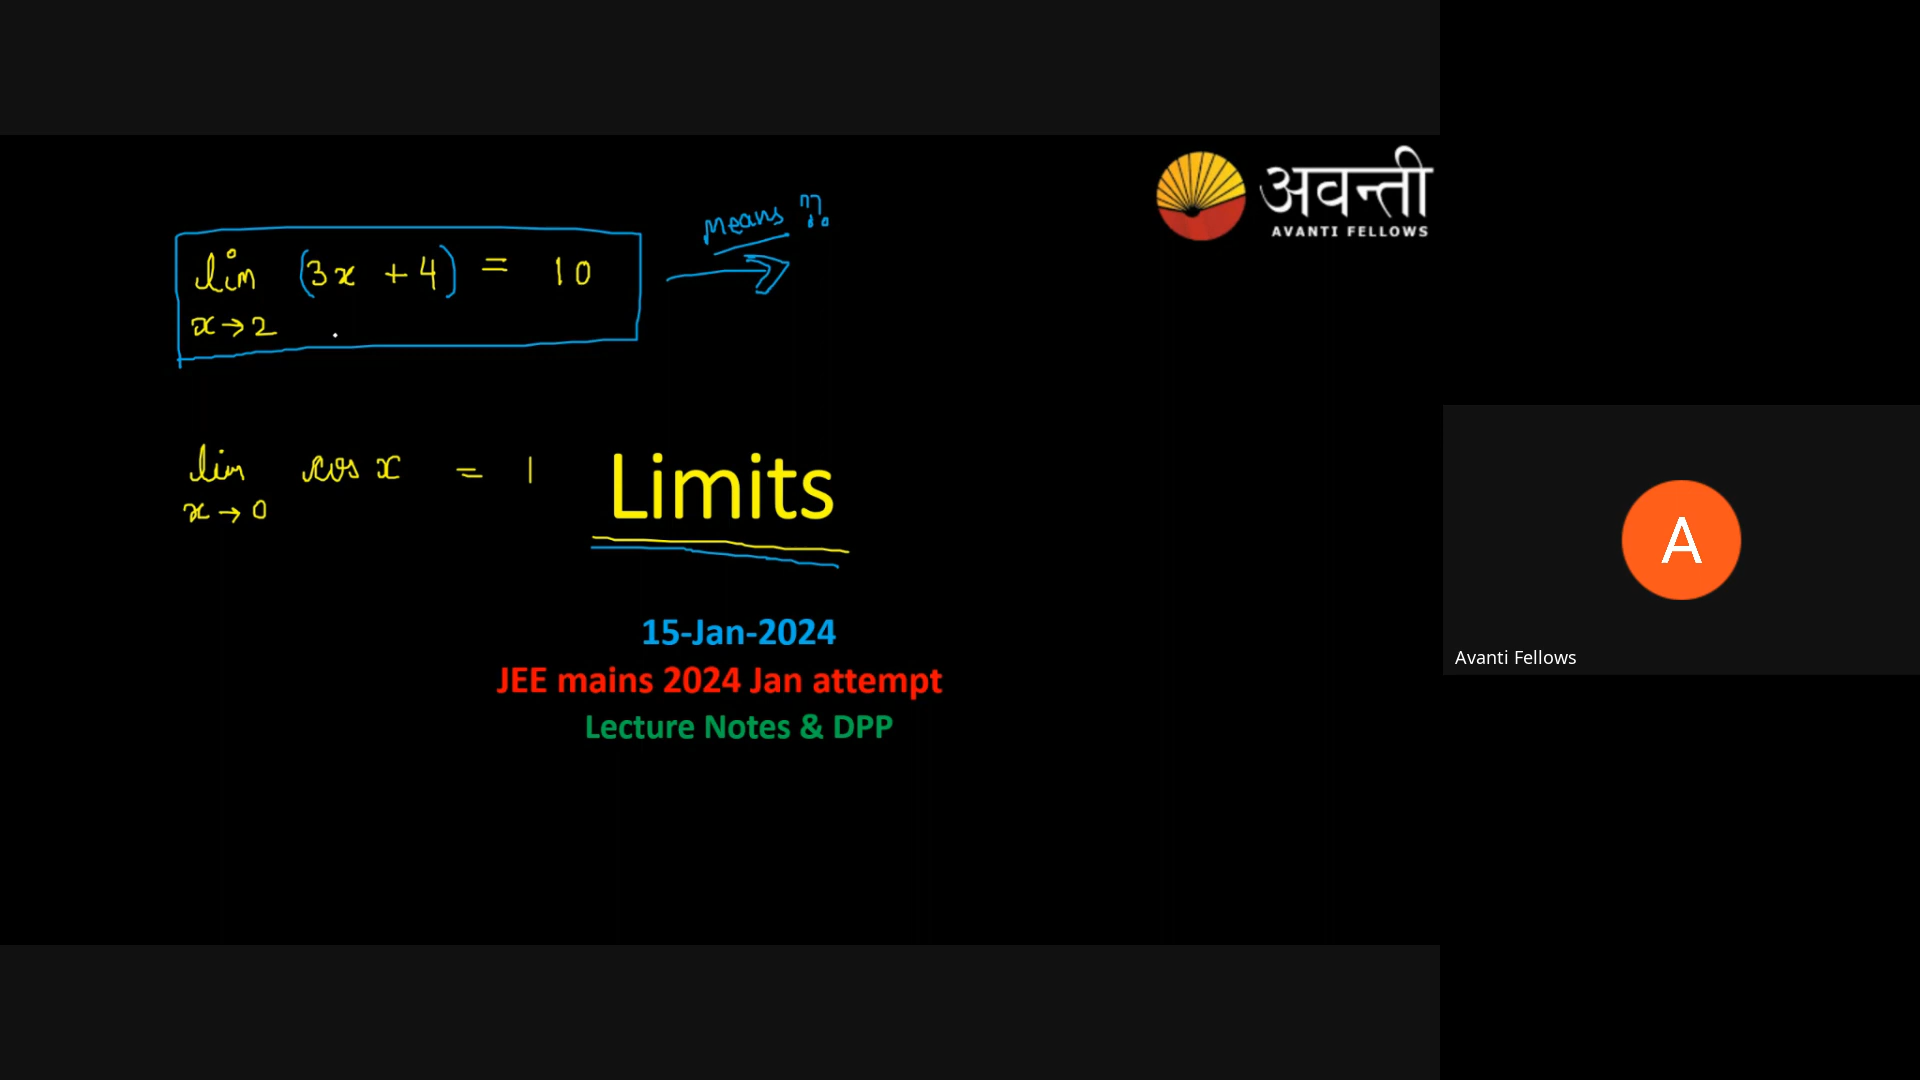 अवन्ती
AVANTI FELLOWS
means ??
lim (3x + 4) = 10
x → 2
lim cos x = 1
x → 0
Limits
15-Jan-2024
JEE mains 2024 Jan attempt
Lecture Notes & DPP
A
Avanti Fellows